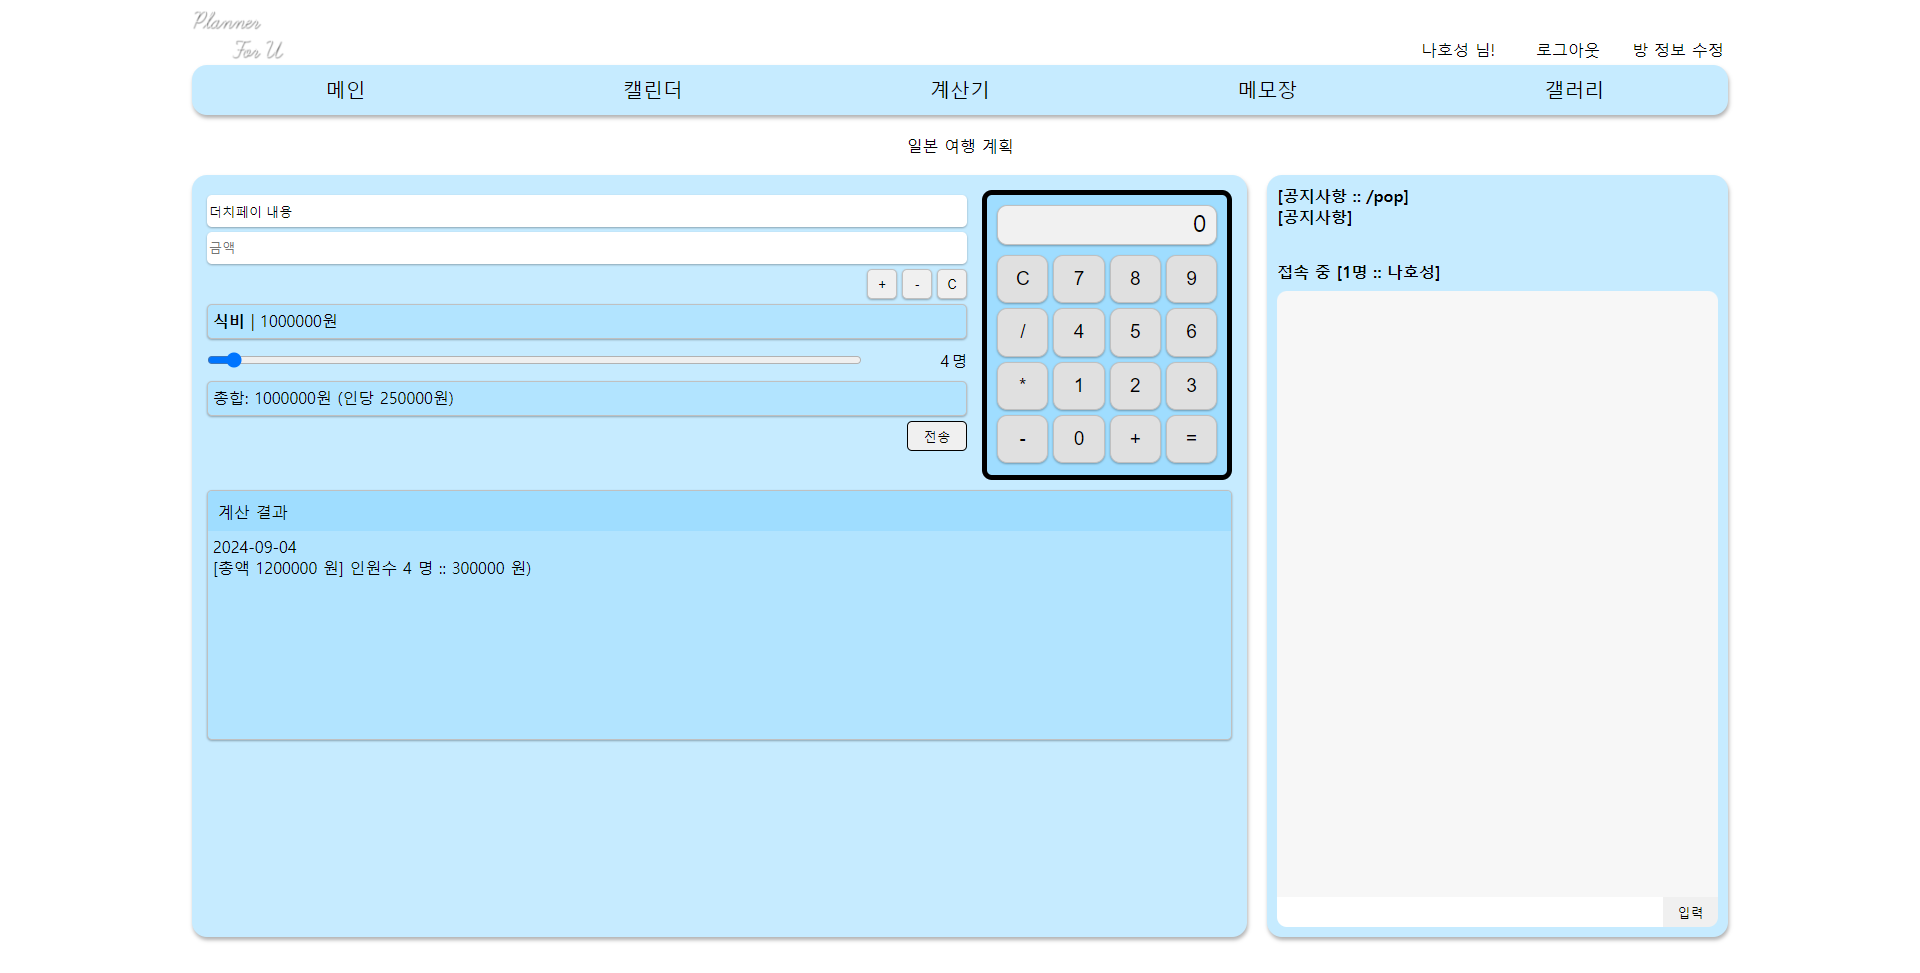 Planner
For U
나호성 님! 로그아웃 방 정보 수정
메인 캘린더 계산기 메모장 갤러리
일본 여행 계획
더치페이 내용
금액
+ - C
식비 | 1000000원
4 명
총합: 1000000원 (인당 250000원)
전송
0
C 7 8 9
/ 4 5 6
* 1 2 3
- 0 + =
계산 결과
2024-09-04
[총액 1200000 원] 인원수 4 명 :: 300000 원)
[공지사항 :: /pop]
[공지사항]
접속 중 [1명 :: 나호성]
입력